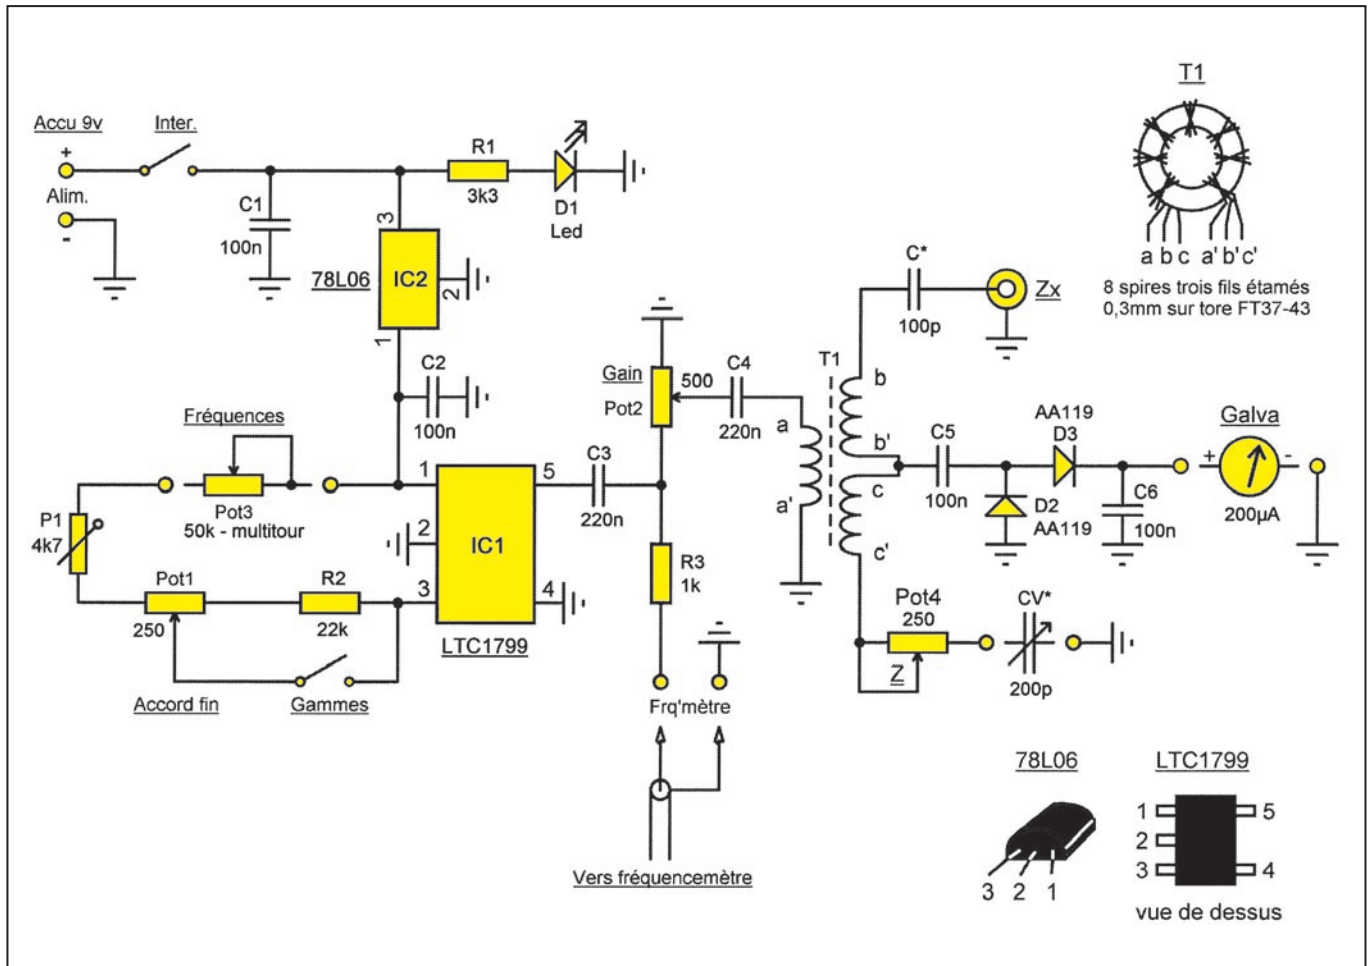 T1
Accu 9v
Inter.
+
Alim.
-
R1
3k3
D1
Led
C1
100n
3
78L06
IC2
2
1
a b c a' b' c'
8 spires trois fils étamés
0,3mm sur tore FT37-43
C*
100p
Zx
C2
100n
Gain
Pot2
500
C4
220n
T1
a
a'
b
b'
c
c'
Fréquences
Pot3
50k - multitour
P1
4k7
1
2
3
5
4
IC1
LTC1799
C3
220n
C5
100n
AA119
D3
D2
AA119
C6
100n
Galva
+
-
200µA
Pot1
250
R2
22k
Accord fin
Gammes
R3
1k
Pot4
250
Z
CV*
200p
Frq'mètre
Vers fréquencemètre
78L06
3 2 1
LTC1799
1
2
3
5
4
vue de dessus